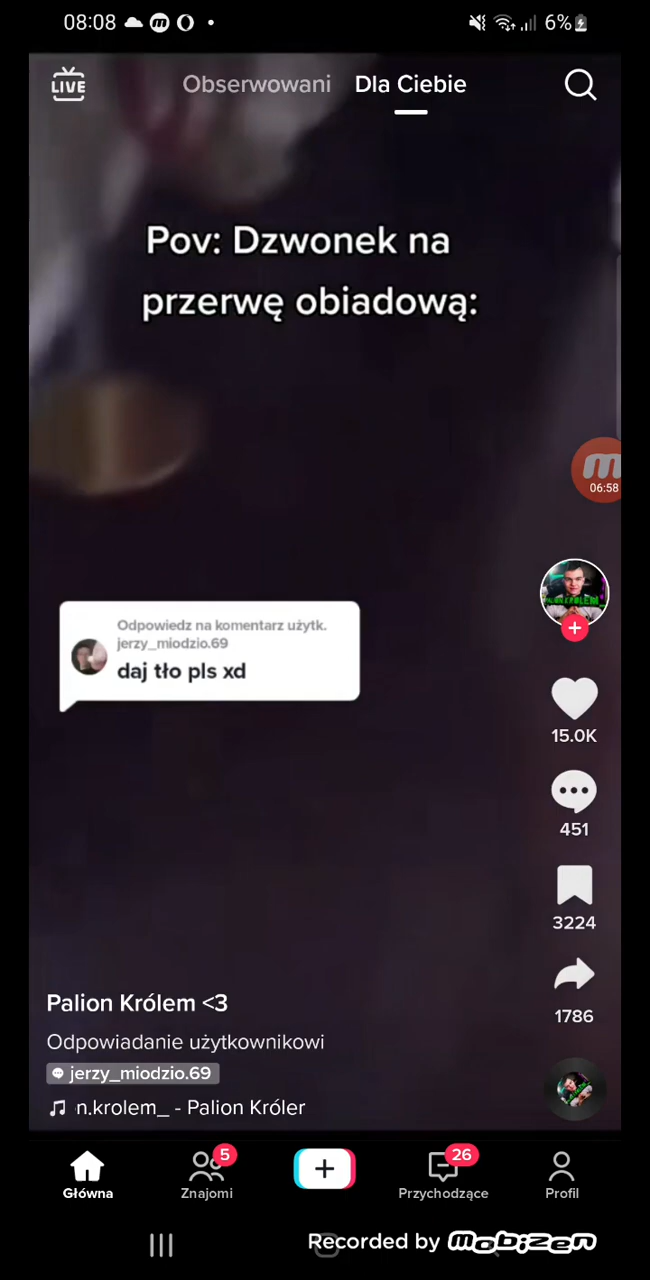 08:08
6%
LIVE
Obserwowani Dla Ciebie
Pov: Dzwonek na
przerwę obiadową:
06:58
Odpowiedz na komentarz użytk.
jerzy_miodzio.69
daj tło pls xd
15.0K
451
3224
1786
Palion Królem <3
Odpowiadanie użytkownikowi
jerzy_miodzio.69
n.krolem_ - Palion Króler
5
26
Główna Znajomi Przychodzące Profil
Recorded by mobizen